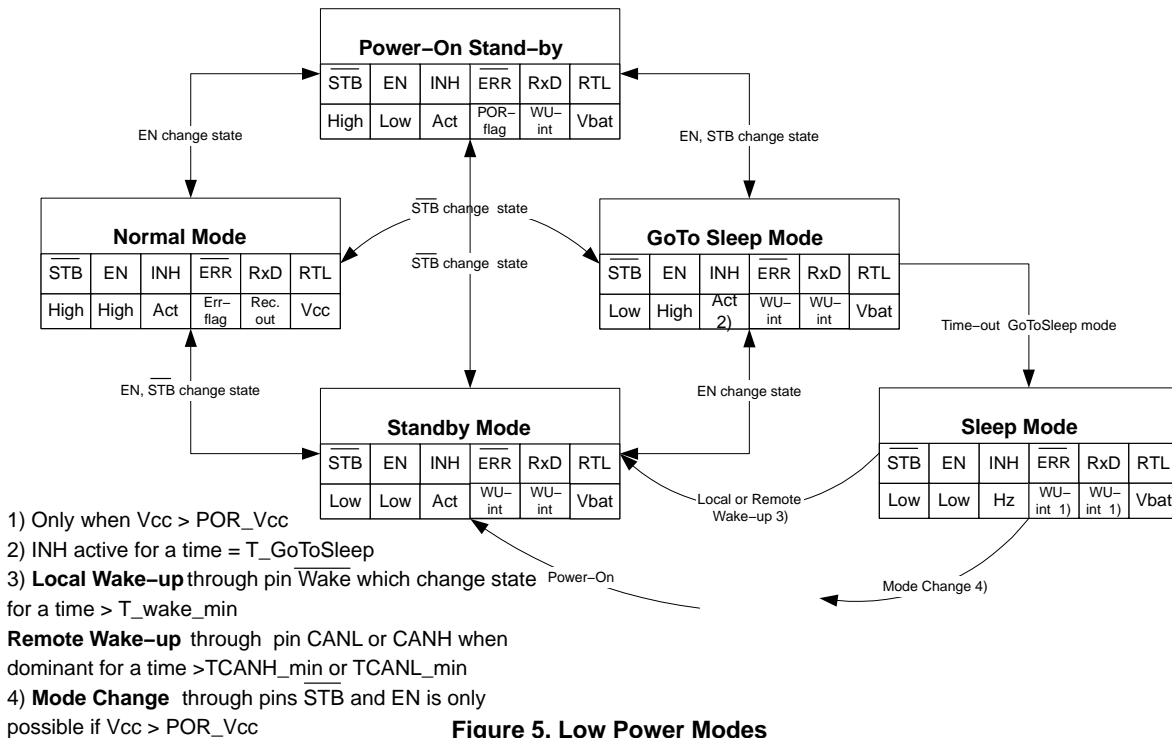 Power−On Stand−by
STB EN INH ERR RxD RTL
High Low Act POR−flag WU−int Vbat
EN change state
EN, STB change state
STB change state
STB change state
Normal Mode
STB EN INH ERR RxD RTL
High High Act Err−flag Rec. out Vcc
GoTo Sleep Mode
STB EN INH ERR RxD RTL
Low High Act 2) WU−int WU−int Vbat
Time−out GoToSleep mode
EN, STB change state
EN change state
Standby Mode
STB EN INH ERR RxD RTL
Low Low Act WU−int WU−int Vbat
Sleep Mode
STB EN INH ERR RxD RTL
Low Low Hz WU−int 1) WU−int 1) Vbat
Local or Remote
Wake−up 3)
Power−On
Mode Change 4)
1) Only when Vcc > POR_Vcc
2) INH active for a time = T_GoToSleep
3) Local Wake−up through pin Wake which change state
for a time > T_wake_min
Remote Wake−up through pin CANL or CANH when
dominant for a time >TCANH_min or TCANL_min
4) Mode Change through pins STB and EN is only
possible if Vcc > POR_Vcc
Figure 5. Low Power Modes